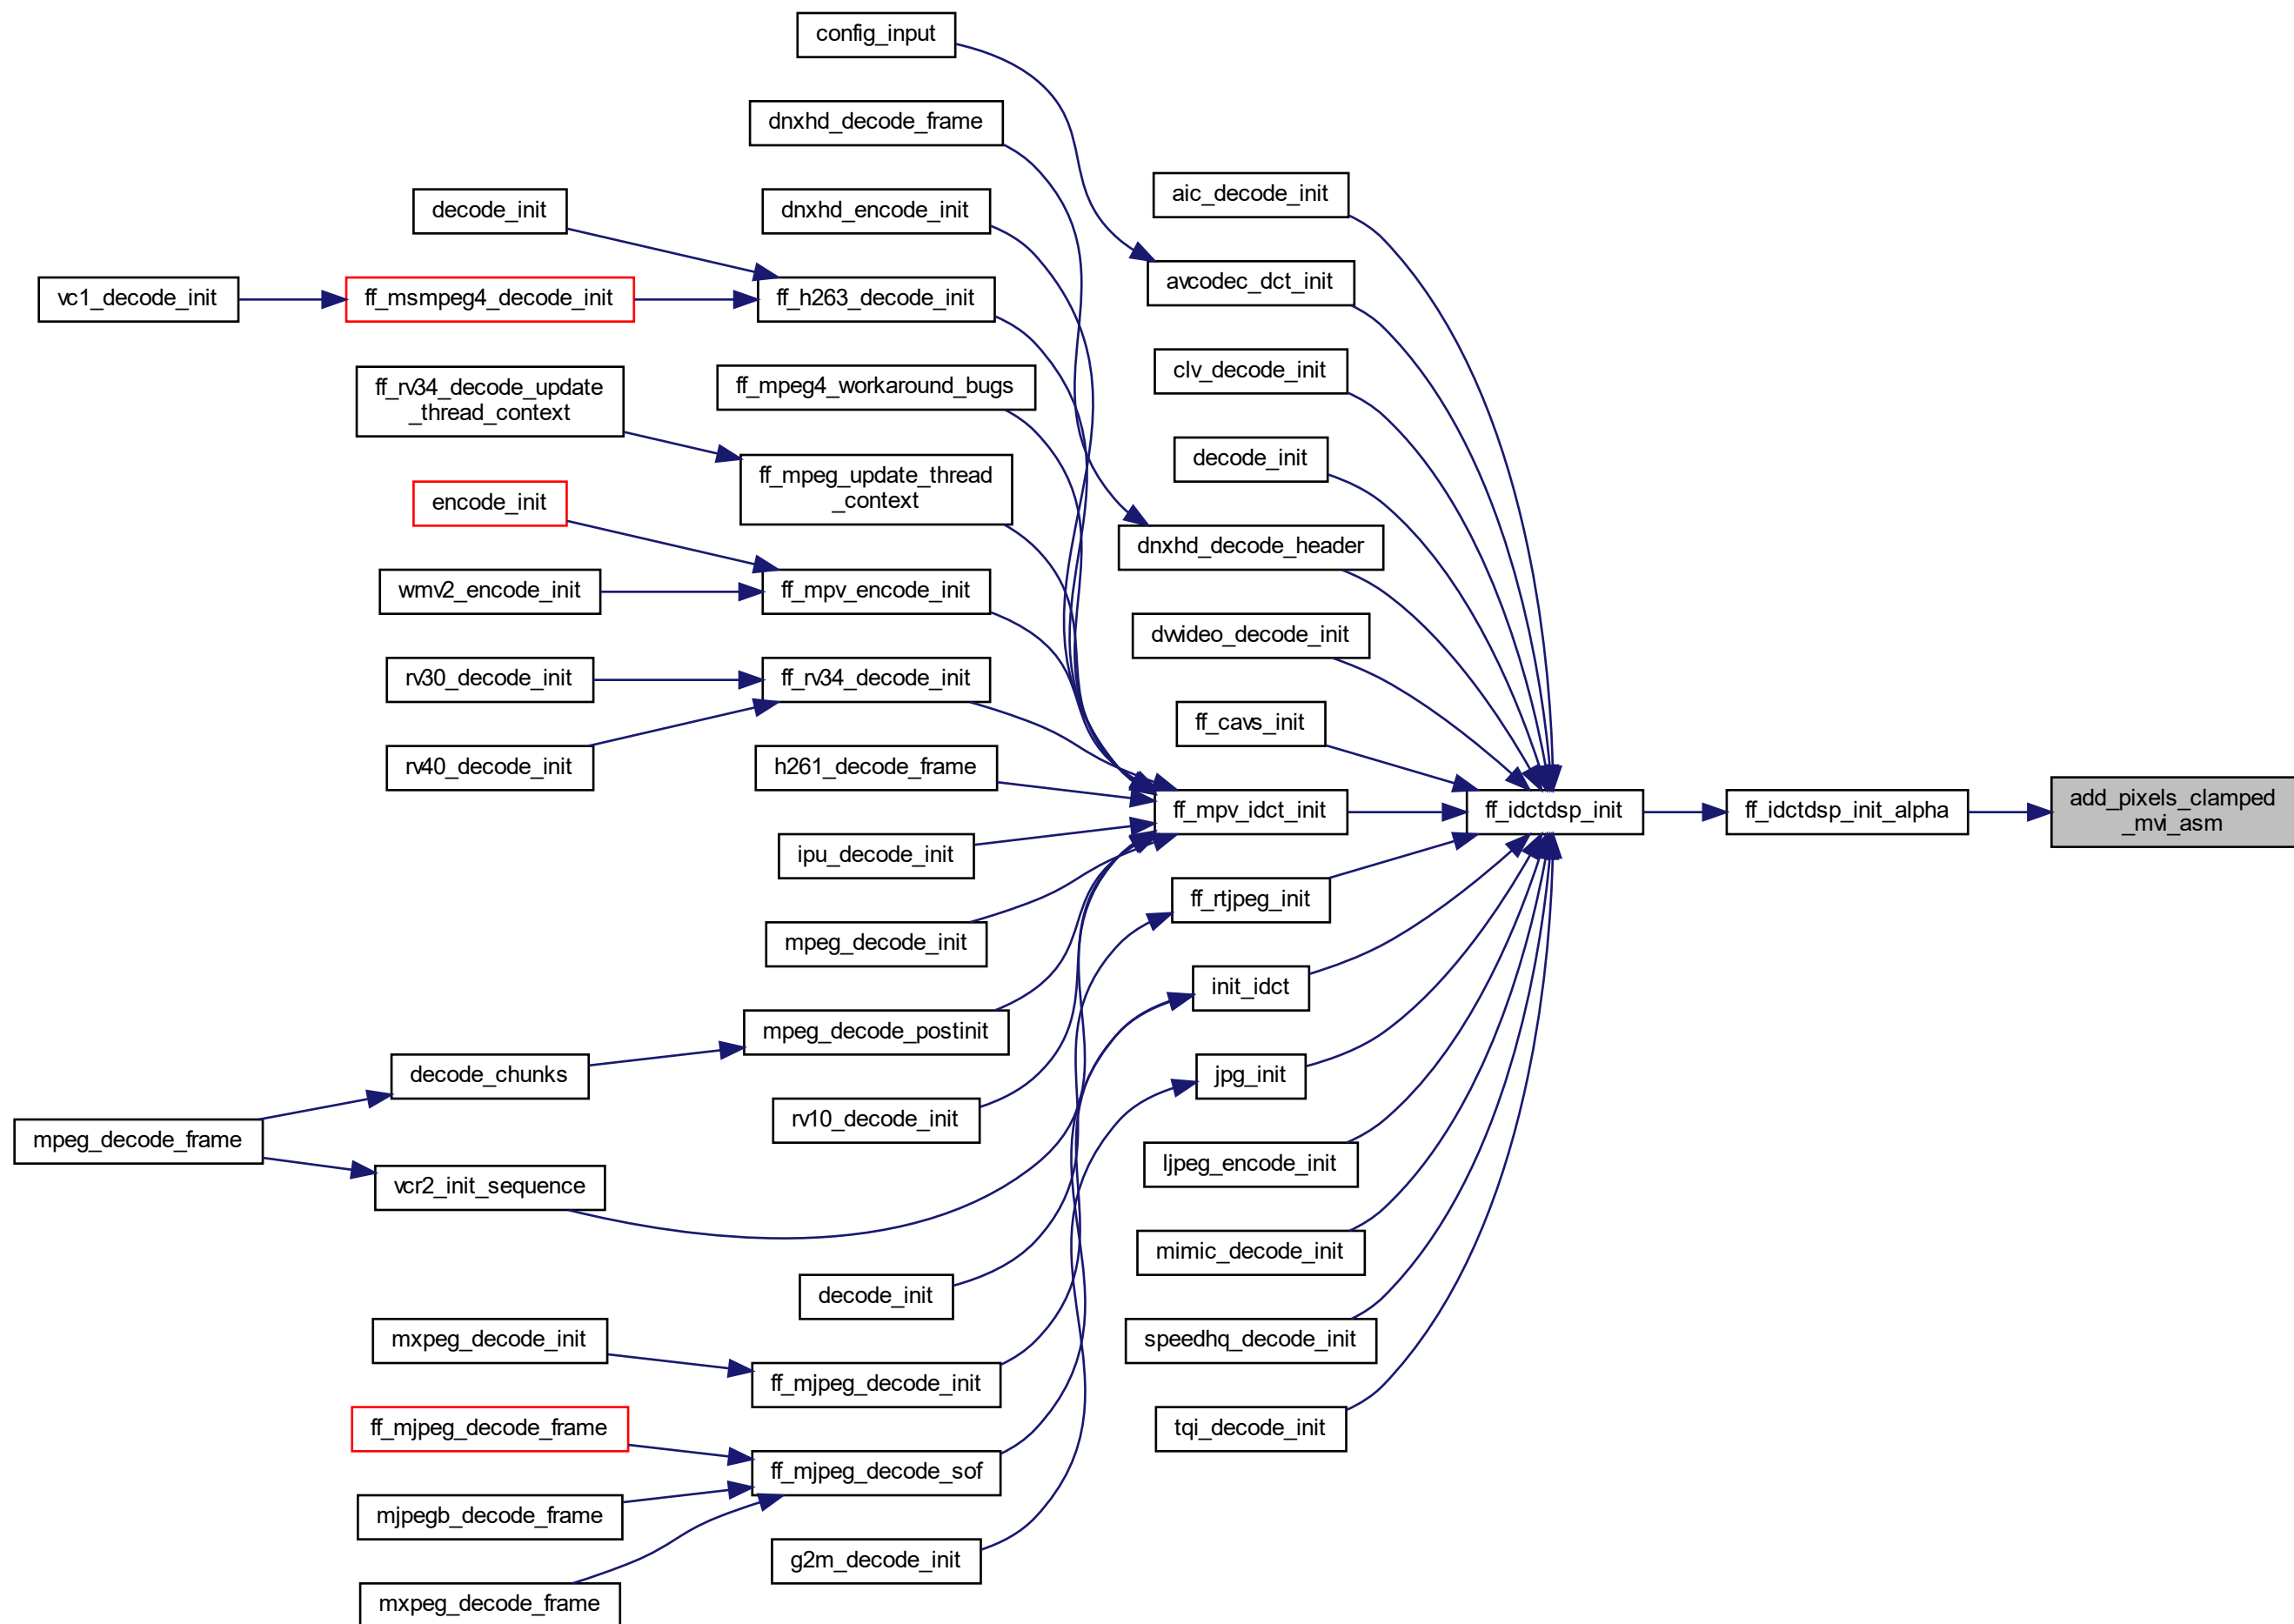 config_input
dnxhd_decode_frame
aic_decode_init
decode_init
dnxhd_encode_init
avcodec_dct_init
vc1_decode_init
ff_msmpeg4_decode_init
ff_h263_decode_init
clv_decode_init
ff_rv34_decode_update
_thread_context
ff_mpeg4_workaround_bugs
decode_init
ff_mpeg_update_thread
_context
encode_init
dnxhd_decode_header
wmv2_encode_init
ff_mpv_encode_init
dvvideo_decode_init
rv30_decode_init
ff_rv34_decode_init
ff_cavs_init
rv40_decode_init
h261_decode_frame
ff_mpv_idct_init
ff_idctdsp_init
ff_idctdsp_init_alpha
add_pixels_clamped
_mvi_asm
ipu_decode_init
ff_rtjpeg_init
mpeg_decode_init
init_idct
mpeg_decode_postinit
decode_chunks
jpg_init
rv10_decode_init
mpeg_decode_frame
ljpeg_encode_init
vcr2_init_sequence
mimic_decode_init
decode_init
mxpeg_decode_init
speedhq_decode_init
ff_mjpeg_decode_init
ff_mjpeg_decode_frame
tqi_decode_init
ff_mjpeg_decode_sof
mjpegb_decode_frame
g2m_decode_init
mxpeg_decode_frame